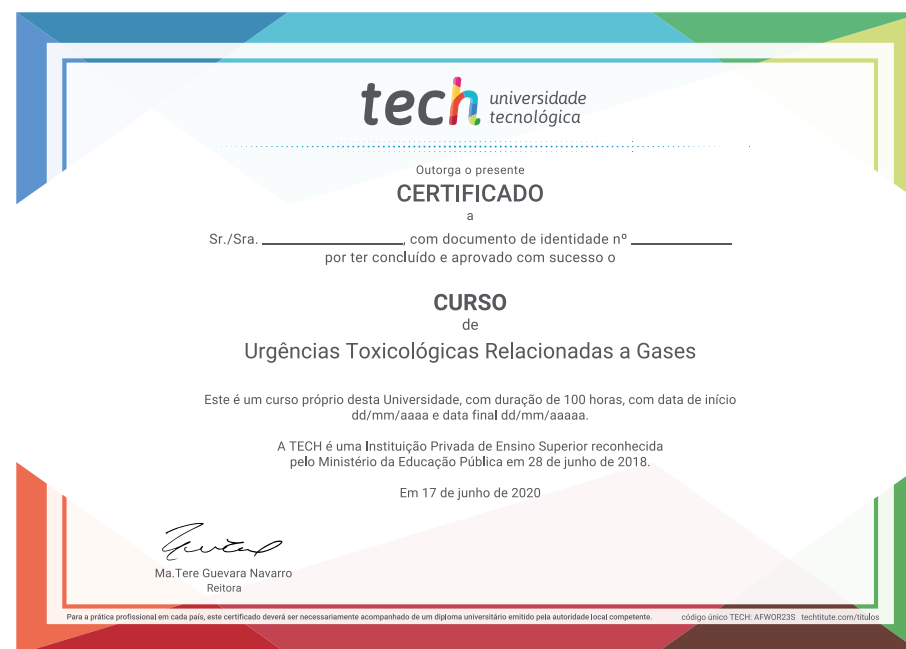 tech universidade
tecnológica
Outorga o presente
CERTIFICADO
a
Sr./Sra. ____________, com documento de identidade nº ____________
por ter concluído e aprovado com sucesso o
CURSO
de
Urgências Toxicológicas Relacionadas a Gases
Este é um curso próprio desta Universidade, com duração de 100 horas, com data de início
dd/mm/aaaa e data final dd/mm/aaaaa.
A TECH é uma Instituição Privada de Ensino Superior reconhecida
pelo Ministério da Educação Pública em 28 de junho de 2018.
Em 17 de junho de 2020
Ma.Tere Guevara Navarro
Reitora
Para a prática profissional em cada país, este certificado deverá ser necessariamente acompanhado de um diploma universitário emitido pela autoridade local competente. código único TECH: AFWOR23S techtitute.com/titulos